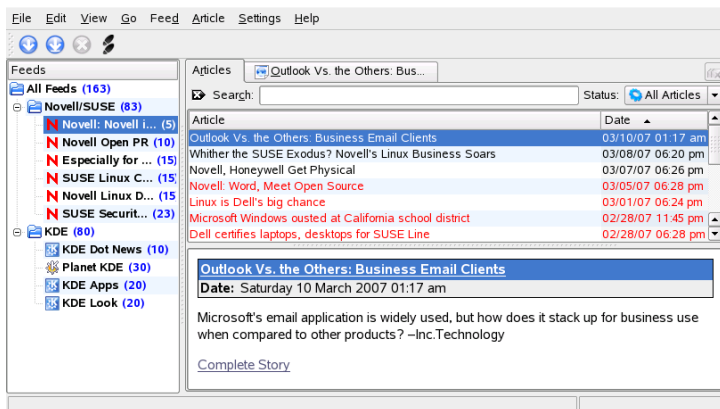 File Edit View Go Feed Article Settings Help
Feeds
All Feeds (163)
Novell/SUSE (83)
Novell: Novell i... (5)
Novell Open PR (10)
Especially for ... (15)
SUSE Linux C... (15)
Novell Linux D... (15
SUSE Securit... (23)
KDE (80)
KDE Dot News (10)
Planet KDE (30)
KDE Apps (20)
KDE Look (20)
Articles Outlook Vs. the Others: Bus...
Search: Status: All Articles
Article Date
Outlook Vs. the Others: Business Email Clients 03/10/07 01:17 am
Whither the SUSE Exodus? Novell's Linux Business Soars 03/08/07 06:20 pm
Novell, Honeywell Get Physical 03/07/07 06:26 pm
Novell: Word, Meet Open Source 03/05/07 06:28 pm
Linux is Dell's big chance 03/01/07 06:24 pm
Microsoft Windows ousted at California school district 02/28/07 11:45 pm
Dell certifies laptops, desktops for SUSE Line 02/28/07 06:28 pm
Outlook Vs. the Others: Business Email Clients
Date: Saturday 10 March 2007 01:17 am
Microsoft's email application is widely used, but how does it stack up for business use
when compared to other products? –Inc.Technology
Complete Story